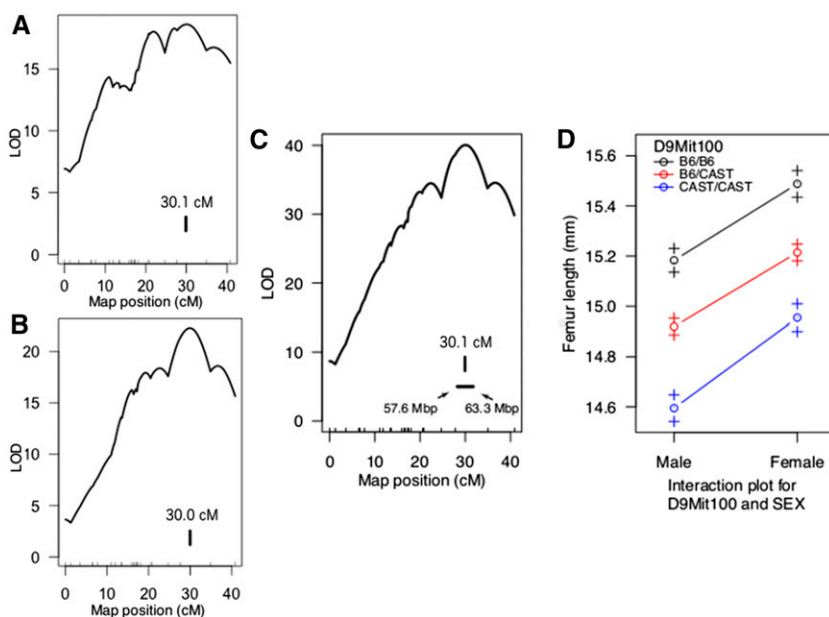 A
LOD
15
10
5
0
30.1 cM
0 10 20 30 40
Map position (cM)
B
LOD
20
15
10
5
0
30.0 cM
0 10 20 30 40
Map position (cM)
C
LOD
40
30
20
10
0
30.1 cM
57.6 Mbp 63.3 Mbp
0 10 20 30 40
Map position (cM)
D
Femur length (mm)
15.6
15.4
15.2
15.0
14.8
14.6
D9Mit100
B6/B6
B6/CAST
CAST/CAST
Male Female
Interaction plot for
D9Mit100 and SEX